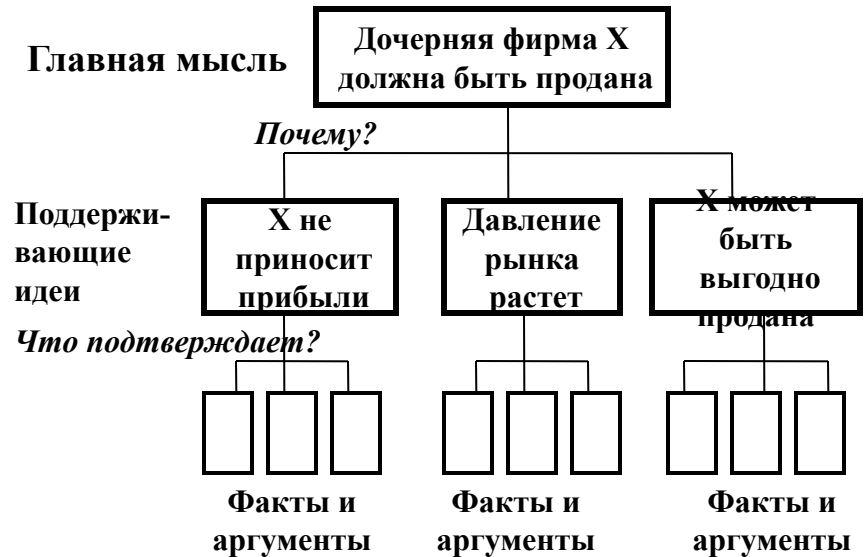 Главная мысль
Дочерняя фирма X
должна быть продана
Почему?
Поддержи-
вающие
идеи
X не
приносит
прибыли
Давление
рынка
растет
X может
быть
выгодно
продана
Что подтверждает?
Факты и
аргументы
Факты и
аргументы
Факты и
аргументы